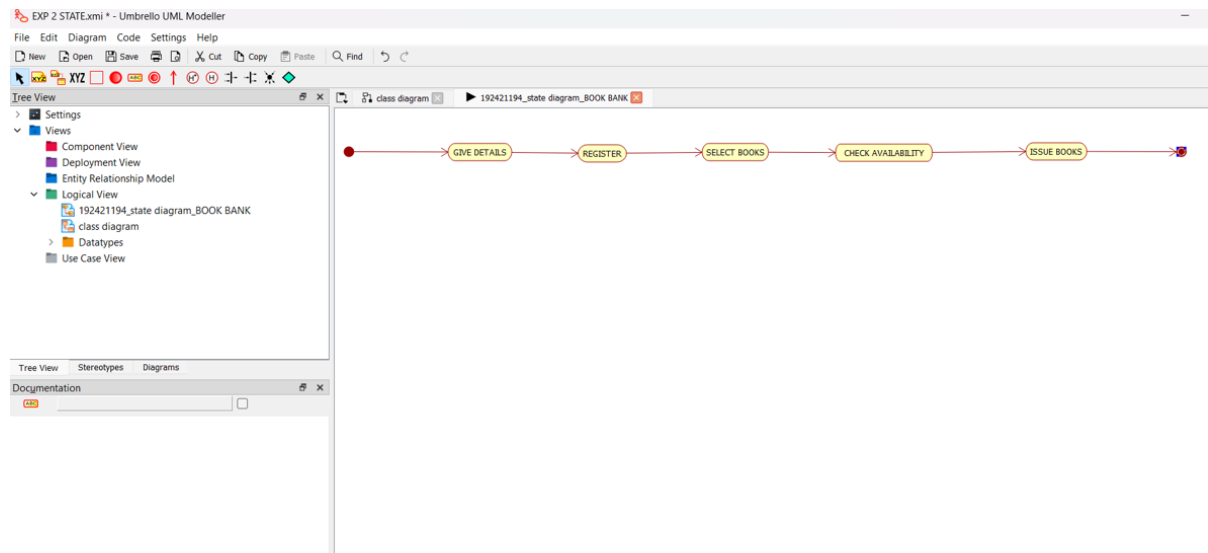 EXP 2 STATE.xmi * - Umbrello UML Modeller
File Edit Diagram Code Settings Help
New Open Save Cut Copy Paste Find
XYZ XYZ ABC H H
Tree View
class diagram
192421194_state diagram_BOOK BANK
Settings
Views
Component View
Deployment View
Entity Relationship Model
Logical View
192421194_state diagram_BOOK BANK
class diagram
Datatypes
Use Case View
GIVE DETAILS REGISTER SELECT BOOKS CHECK AVAILABILITY ISSUE BOOKS
Tree View Stereotypes Diagrams
Documentation
ABC